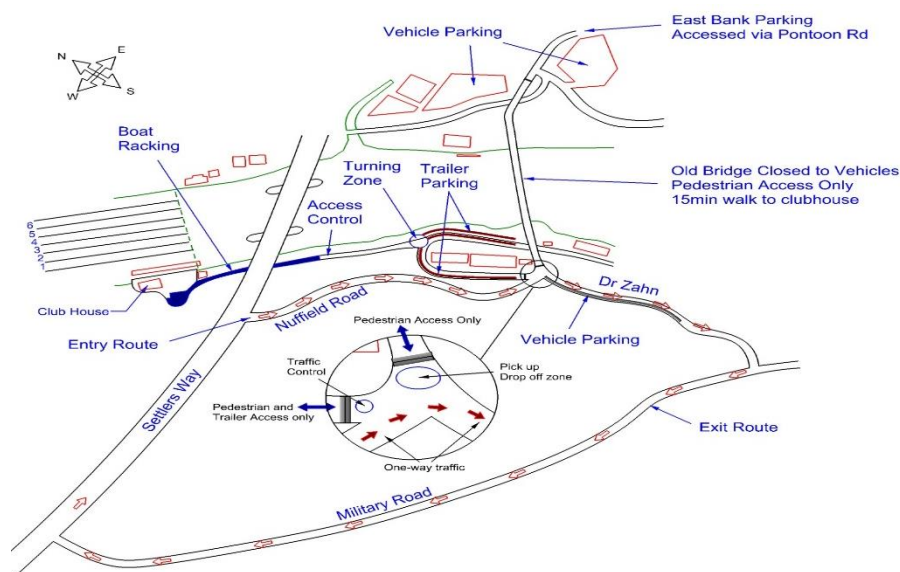 East Bank Parking
Accessed via Pontoon Rd
Vehicle Parking
N
E
W
S
Boat
Racking
Turning
Zone
Trailer
Parking
Access
Control
Old Bridge Closed to Vehicles
Pedestrian Access Only
15min walk to clubhouse
6
5
4
3
2
1
Club House
Dr Zahn
Nuffield Road
Entry Route
Vehicle Parking
Pedestrian Access Only
Traffic
Control
Pick up
Drop off zone
Pedestrian and
Trailer Access only
One-way traffic
Settlers Way
Exit Route
Military Road